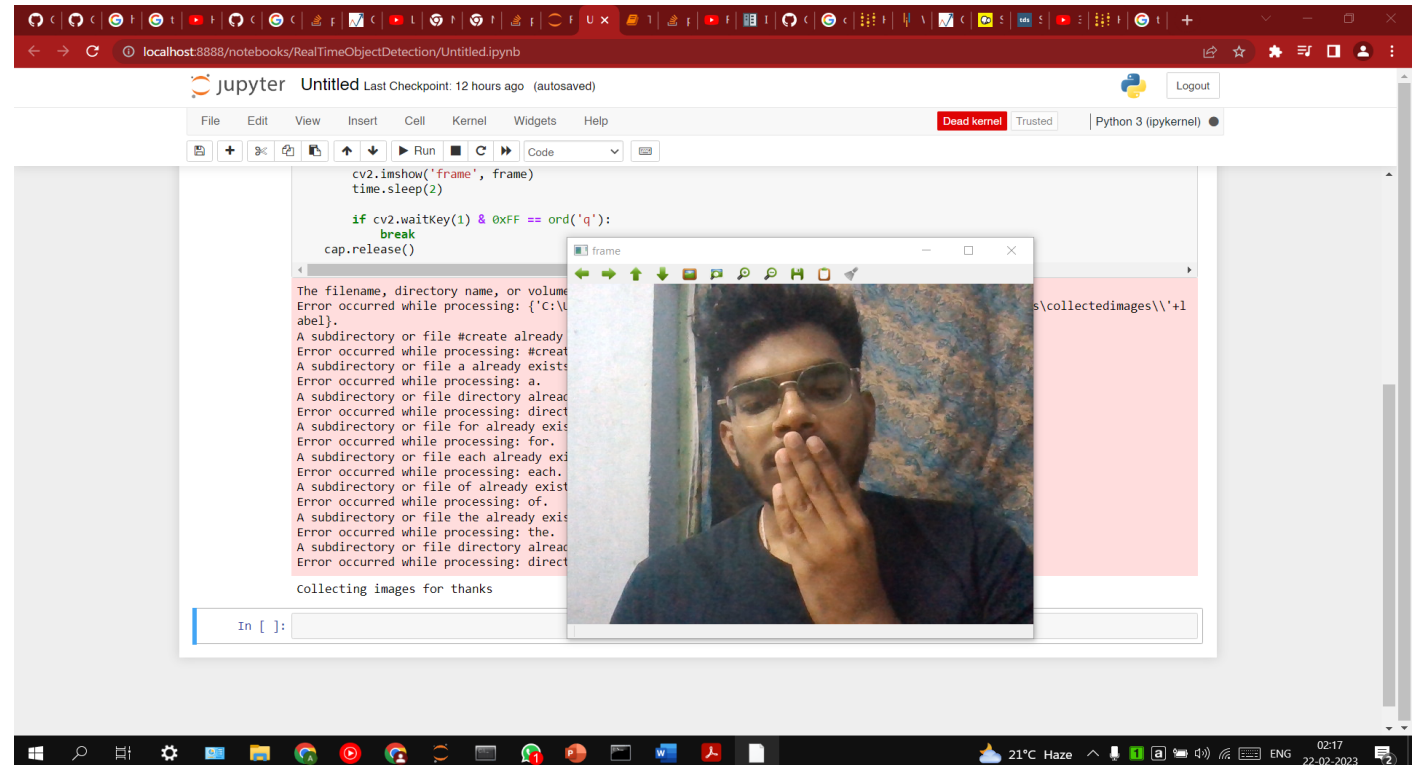 localhost:8888/notebooks/RealTimeObjectDetection/Untitled.ipynb
jupyter Untitled Last Checkpoint: 12 hours ago (autosaved)
Logout
File Edit View Insert Cell Kernel Widgets Help
Dead kernel Trusted Python 3 (ipykernel)
Run Code
cv2.imshow('frame', frame)
time.sleep(2)
if cv2.waitKey(1) & 0xFF == ord('q'):
break
cap.release()
frame
The filename, directory name, or volume
Error occurred while processing: {'C:\U s\collectedimages\\'+l
abel}.
A subdirectory or file #create already
Error occurred while processing: #creat
A subdirectory or file a already exists
Error occurred while processing: a.
A subdirectory or file directory alread
Error occurred while processing: direct
A subdirectory or file for already exis
Error occurred while processing: for.
A subdirectory or file each already exi
Error occurred while processing: each.
A subdirectory or file of already exist
Error occurred while processing: of.
A subdirectory or file the already exis
Error occurred while processing: the.
A subdirectory or file directory alread
Error occurred while processing: direct
Collecting images for thanks
In [ ]:
21°C Haze ENG 02:17
22-02-2023